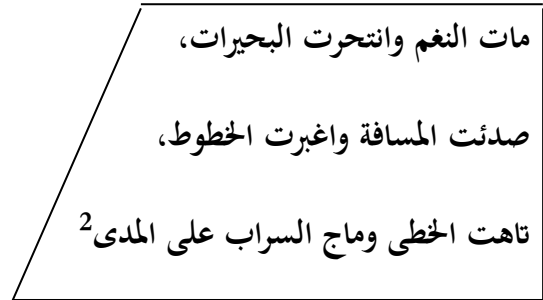 مات النغم وانتحرت البحيرات،
صدئت المسافة واغبرت الخطوط،
تاهت الخطى وماج السراب على المدى2